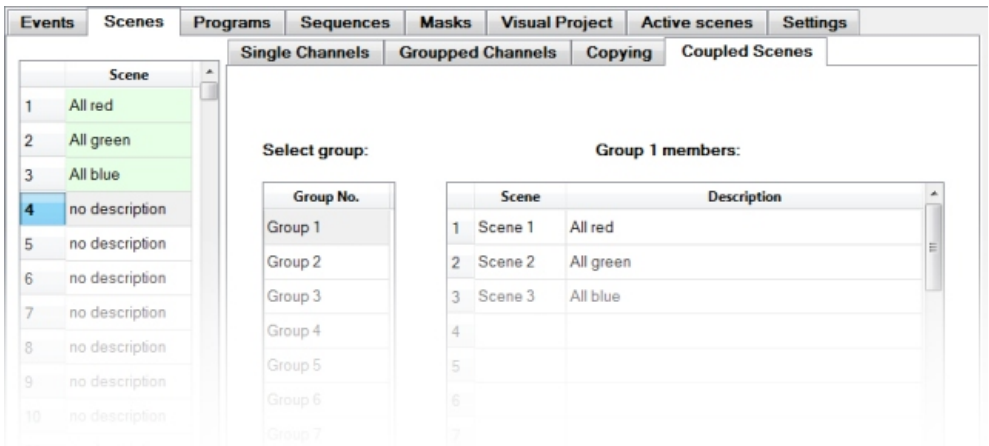 Events Scenes Programs Sequences Masks Visual Project Active scenes Settings
Single Channels Groupped Channels Copying Coupled Scenes
Scene
1 All red
2 All green
3 All blue
4 no description
5 no description
6 no description
7 no description
8 no description
9 no description
10 no description
Select group:
Group No.
Group 1
Group 2
Group 3
Group 4
Group 5
Group 6
Group 7
Group 1 members:
Scene Description
1 Scene 1 All red
2 Scene 2 All green
3 Scene 3 All blue
4
5
6
7